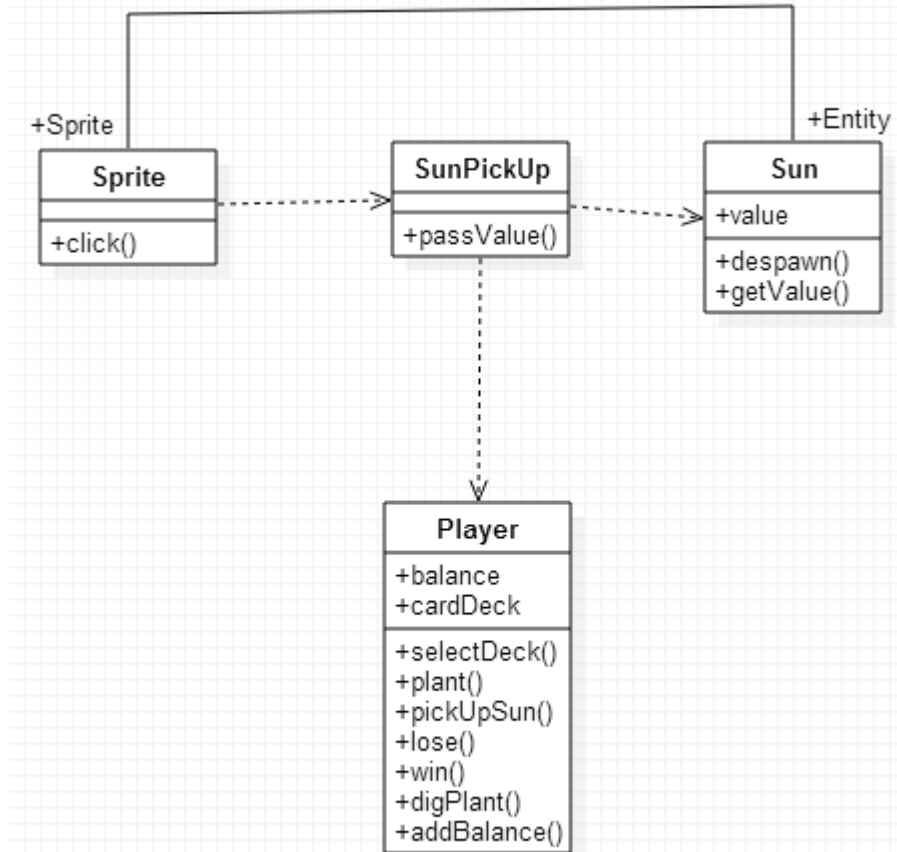 +Sprite
+Entity
Sprite
+click()
SunPickUp
+passValue()
Sun
+value
+despawn()
+getValue()
Player
+balance
+cardDeck
+selectDeck()
+plant()
+pickUpSun()
+lose()
+win()
+digPlant()
+addBalance()